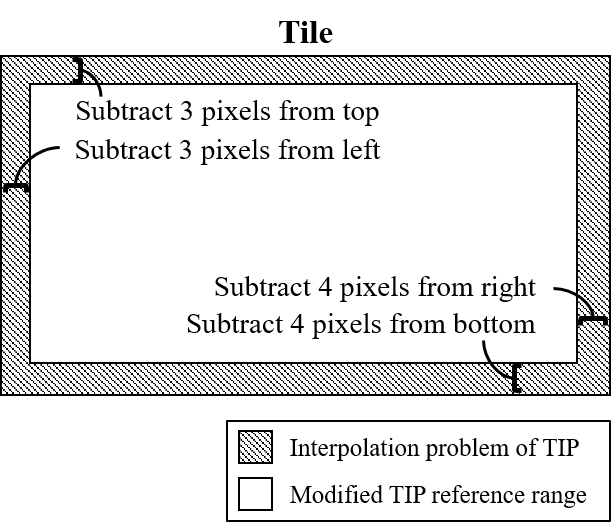 Tile
Subtract 3 pixels from top
Subtract 3 pixels from left
Subtract 4 pixels from right
Subtract 4 pixels from bottom
Interpolation problem of TIP
Modified TIP reference range